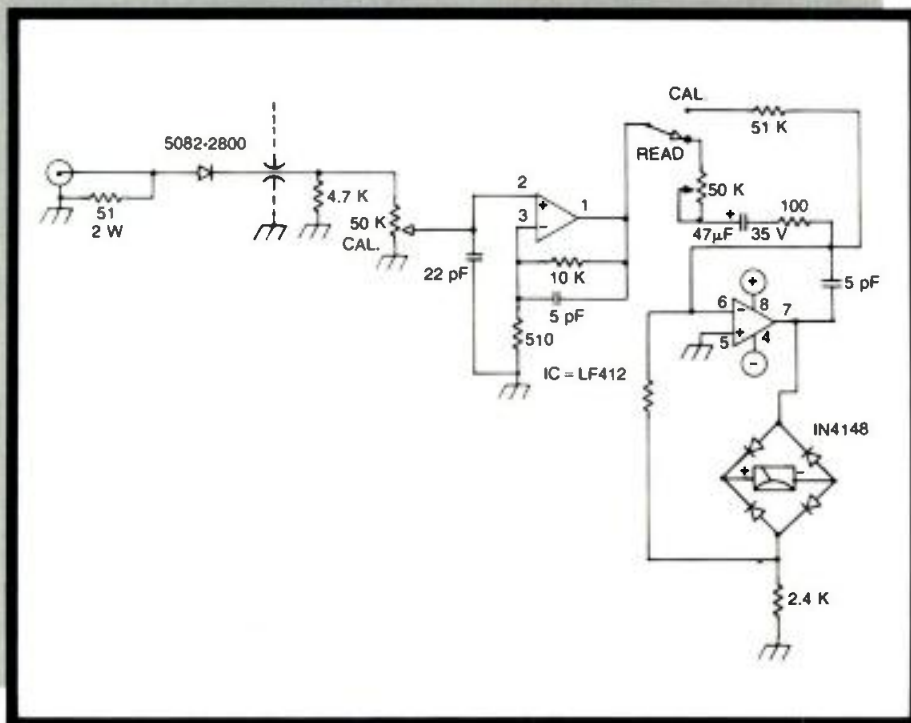 5082-2800
51
2 W
4.7 K
50 K
CAL.
22 pF
2
3
+
-
1
10 K
5 pF
510
IC = LF412
CAL.
READ
51 K
50 K
+
47µF
35 V
100
5 pF
6
5
-
+
+
8
7
4
-
IN4148
+
-
2.4 K